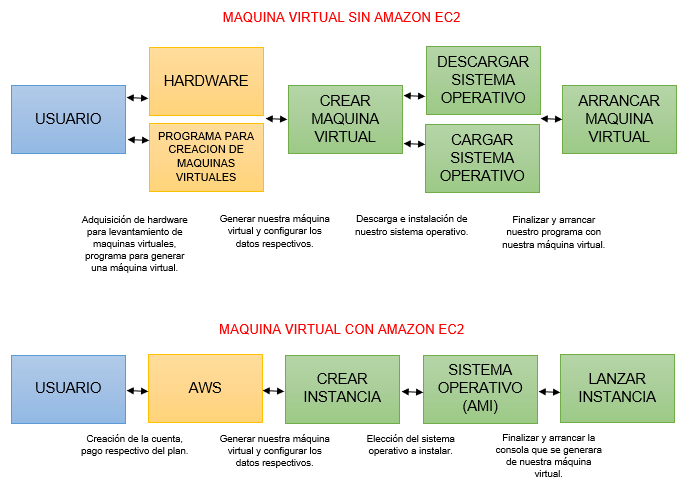 MAQUINA VIRTUAL SIN AMAZON EC2
USUARIO
HARDWARE
PROGRAMA PARA
CREACION DE
MAQUINAS
VIRTUALES
CREAR
MAQUINA
VIRTUAL
DESCARGAR
SISTEMA
OPERATIVO
CARGAR
SISTEMA
OPERATIVO
ARRANCAR
MAQUINA
VIRTUAL
Adquisición de hardware
para levantamiento de
maquinas virtuales,
programa para generar
una máquina virtual.
Generar nuestra máquina
virtual y configurar los
datos respectivos.
Descarga e instalación de
nuestro sistema operativo.
Finalizar y arrancar
nuestro programa con
nuestra máquina virtual.
MAQUINA VIRTUAL CON AMAZON EC2
USUARIO
AWS
CREAR
INSTANCIA
SISTEMA
OPERATIVO
(AMI)
LANZAR
INSTANCIA
Creación de la cuenta,
pago respectivo del plan.
Generar nuestra máquina
virtual y configurar los
datos respectivos.
Elección del sistema
operativo a instalar.
Finalizar y arrancar la
consola que se generara
de nuestra máquina
virtual.